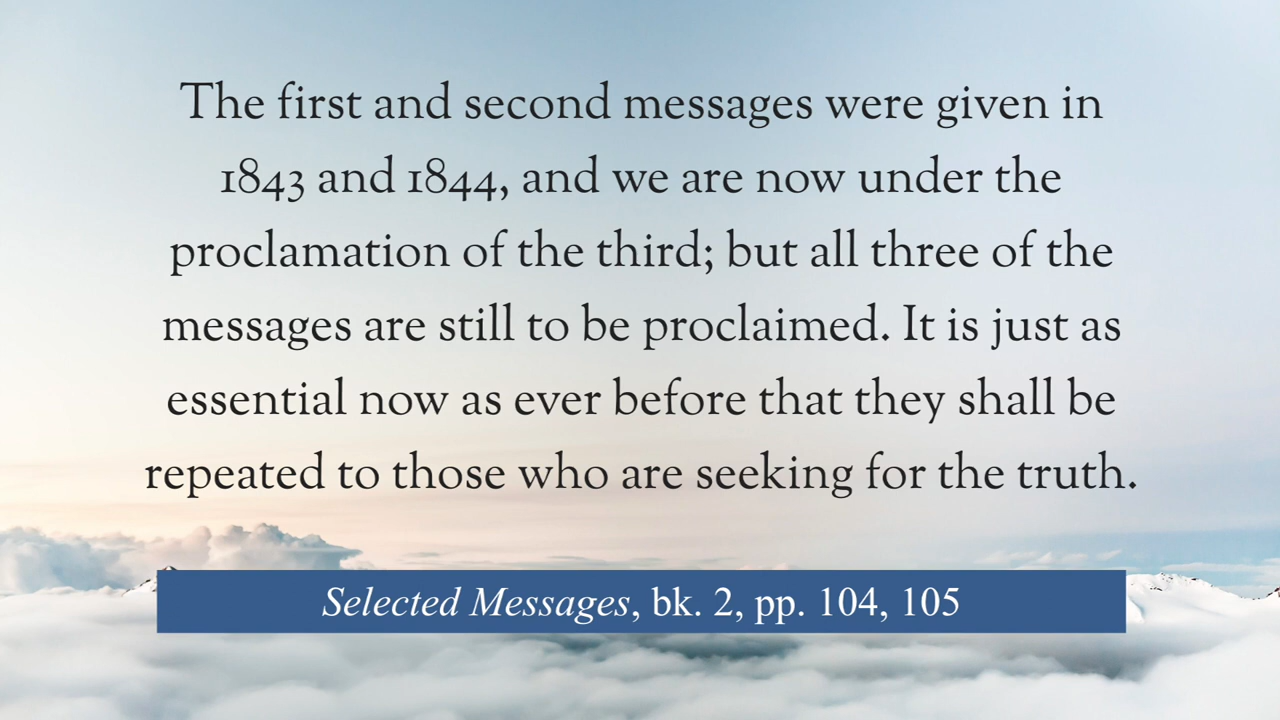 The first and second messages were given in
1843 and 1844, and we are now under the
proclamation of the third; but all three of the
messages are still to be proclaimed. It is just as
essential now as ever before that they shall be
repeated to those who are seeking for the truth.
Selected Messages, bk. 2, pp. 104, 105